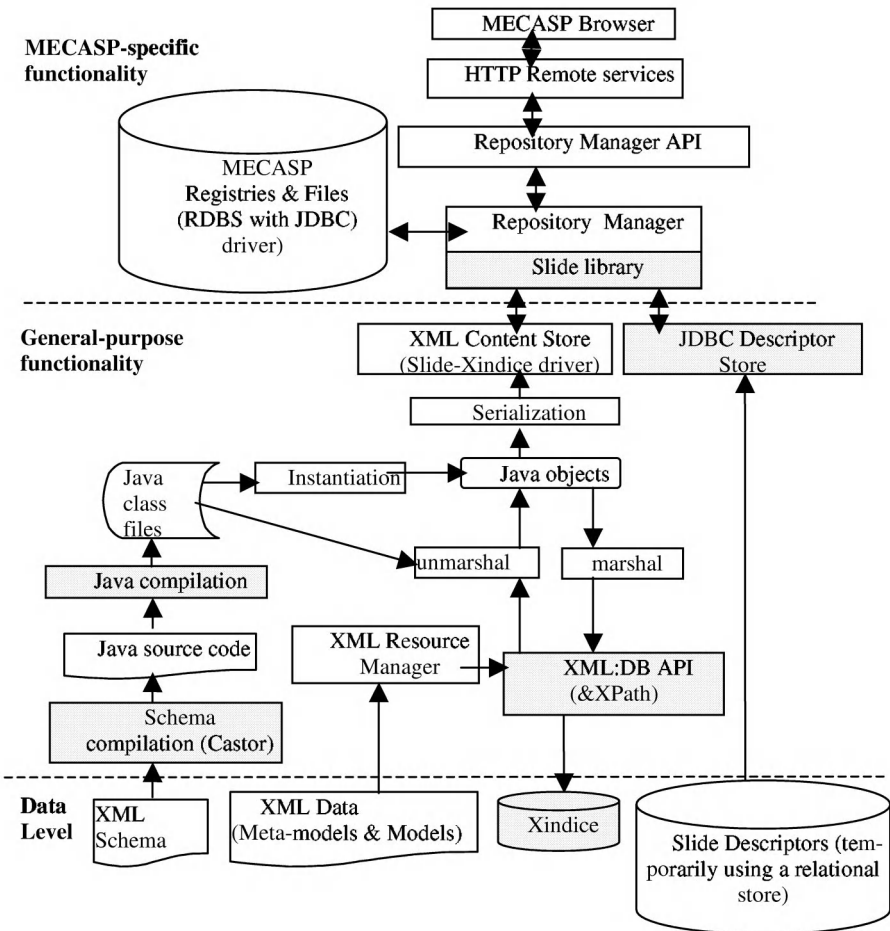 MECASP Browser
MECASP-specific
functionality
HTTP Remote services
Repository Manager API
MECASP
Registries & Files
(RDBS with JDBC)
driver)
Repository Manager
Slide library
General-purpose
functionality
XML Content Store
(Slide-Xindice driver)
JDBC Descriptor
Store
Serialization
Java
class
files
Instantiation
Java objects
unmarshal
marshal
Java compilation
Java source code
XML Resource
Manager
XML:DB API
(&XPath)
Schema
compilation (Castor)
Data
Level
XML
Schema
XML Data
(Meta-models & Models)
Xindice
Slide Descriptors (tem-
porarily using a relational
store)